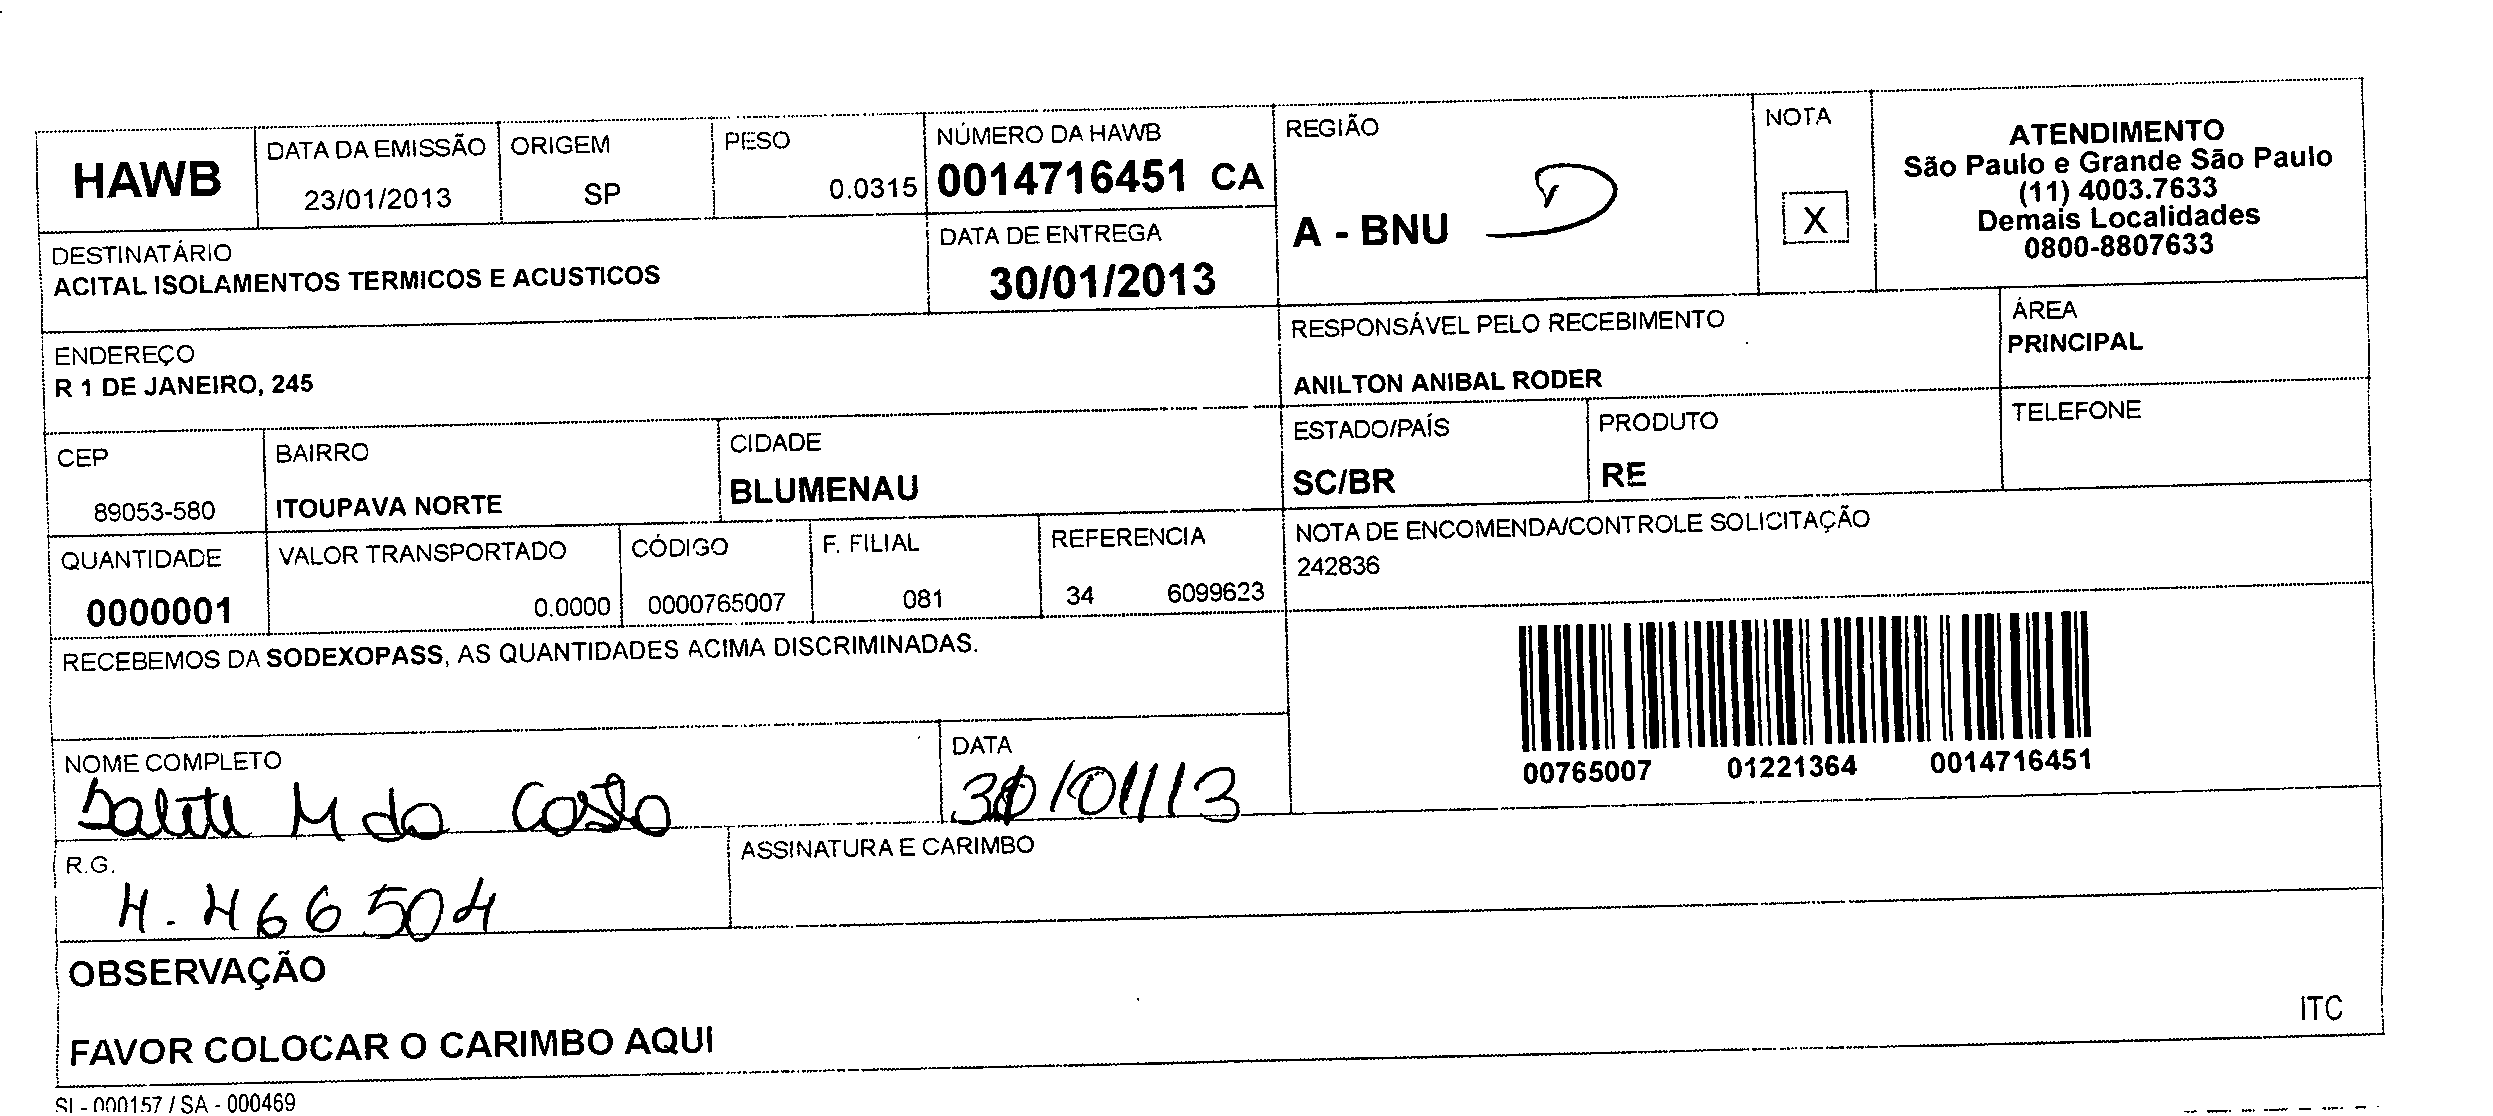 HAWB
DATA DA EMISSÃO
23/01/2013
ORIGEM
SP
PESO
0.0315
NÚMERO DA HAWB
0014716451 CA
REGIÃO
A - BNU
NOTA
X
ATENDIMENTO
São Paulo e Grande São Paulo
(11) 4003.7633
Demais Localidades
0800-8807633
DESTINATÁRIO
ACITAL ISOLAMENTOS TERMICOS E ACUSTICOS
DATA DE ENTREGA
30/01/2013
ENDEREÇO
R 1 DE JANEIRO, 245
RESPONSÁVEL PELO RECEBIMENTO
ANILTON ANIBAL RODER
ÁREA
PRINCIPAL
CEP
89053-580
BAIRRO
ITOUPAVA NORTE
CIDADE
BLUMENAU
ESTADO/PAÍS
SC/BR
PRODUTO
RE
TELEFONE
QUANTIDADE
0000001
VALOR TRANSPORTADO
0.0000
CÓDIGO
0000765007
F. FILIAL
081
REFERENCIA
34 6099623
NOTA DE ENCOMENDA/CONTROLE SOLICITAÇÃO
242836
RECEBEMOS DA SODEXOPASS, AS QUANTIDADES ACIMA DISCRIMINADAS.
00765007 01221364 0014716451
NOME COMPLETO
Salete M da Costa
DATA
30/01/13
R.G.
4.466504
ASSINATURA E CARIMBO
OBSERVAÇÃO
FAVOR COLOCAR O CARIMBO AQUI
ITC
SI - 000157 / SA - 000469